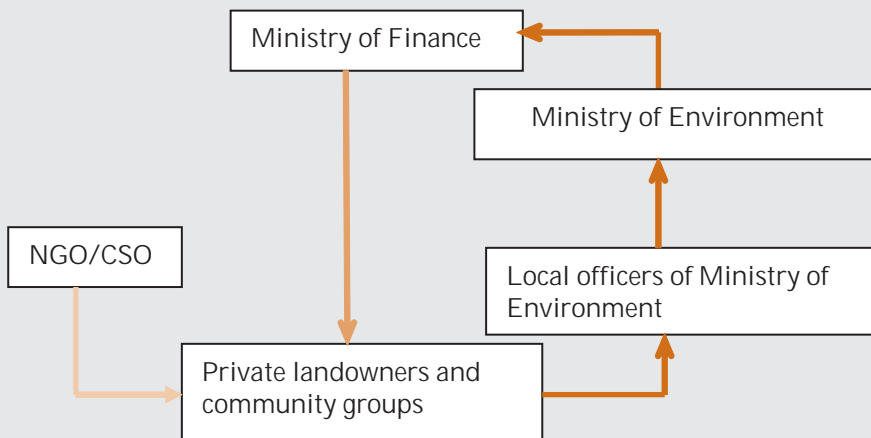 Ministry of Finance
Ministry of Environment
NGO/CSO
Local officers of Ministry of
Environment
Private landowners and
community groups